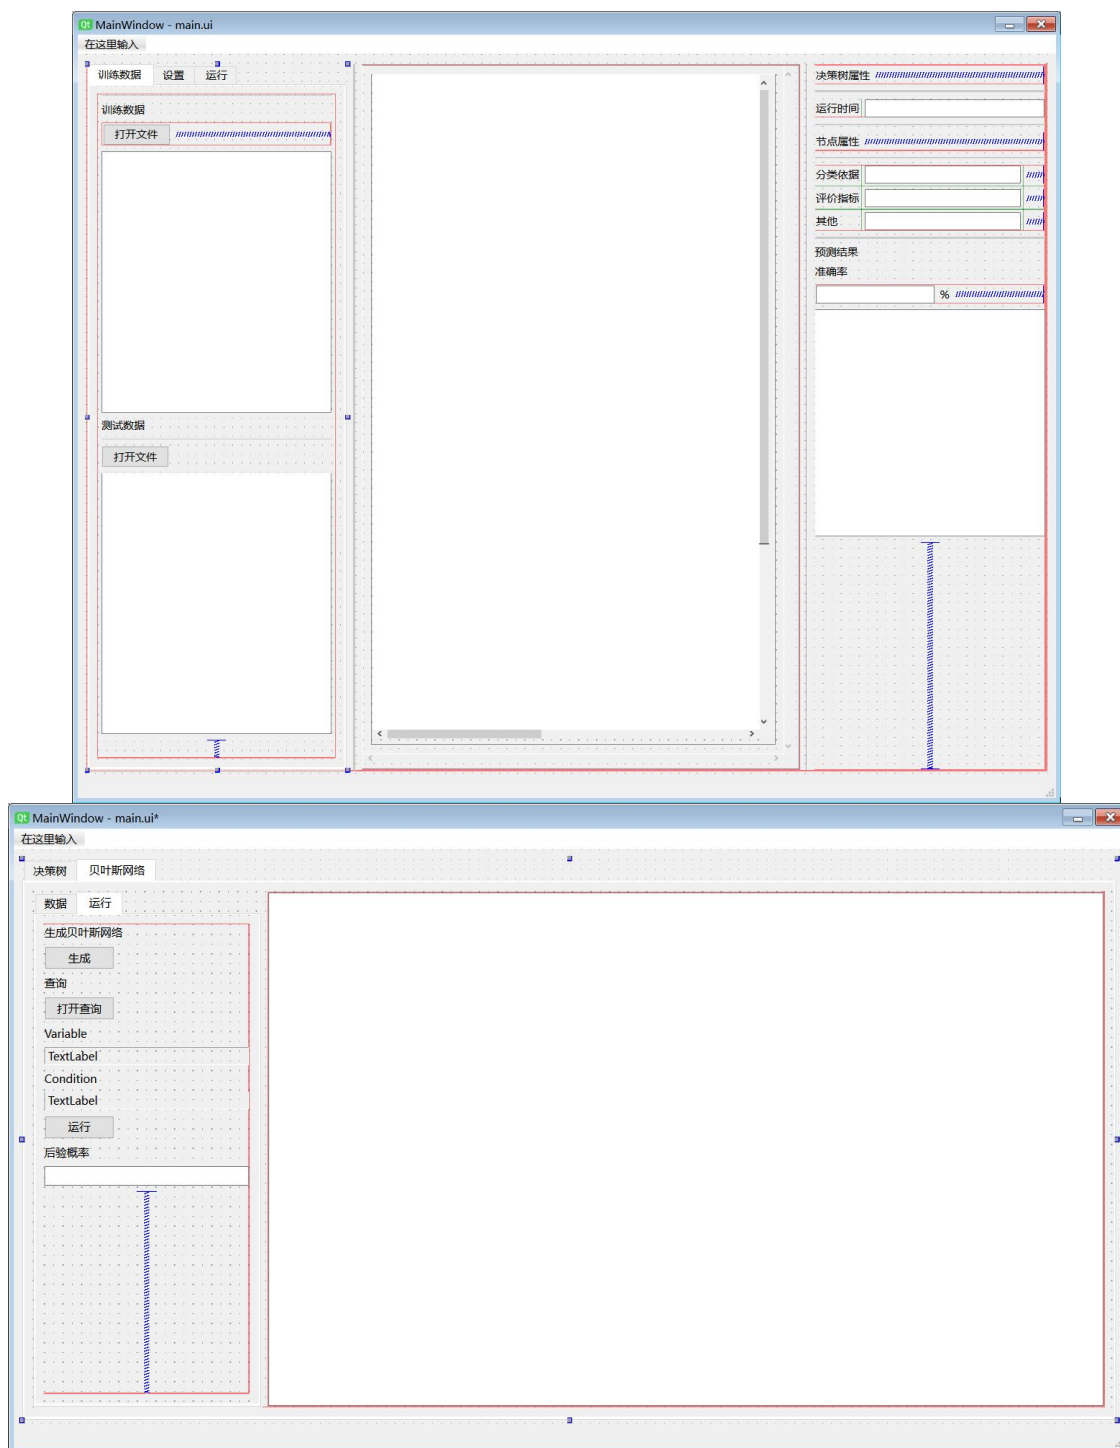 MainWindow - main.ui
在这里输入
训练数据 设置 运行
训练数据
打开文件
测试数据
打开文件
决策树属性
运行时间
节点属性
分类依据
评价指标
其他
预测结果
准确率
%
MainWindow - main.ui*
在这里输入
决策树 贝叶斯网络
数据 运行
生成贝叶斯网络
生成
查询
打开查询
Variable
TextLabel
Condition
TextLabel
运行
后验概率